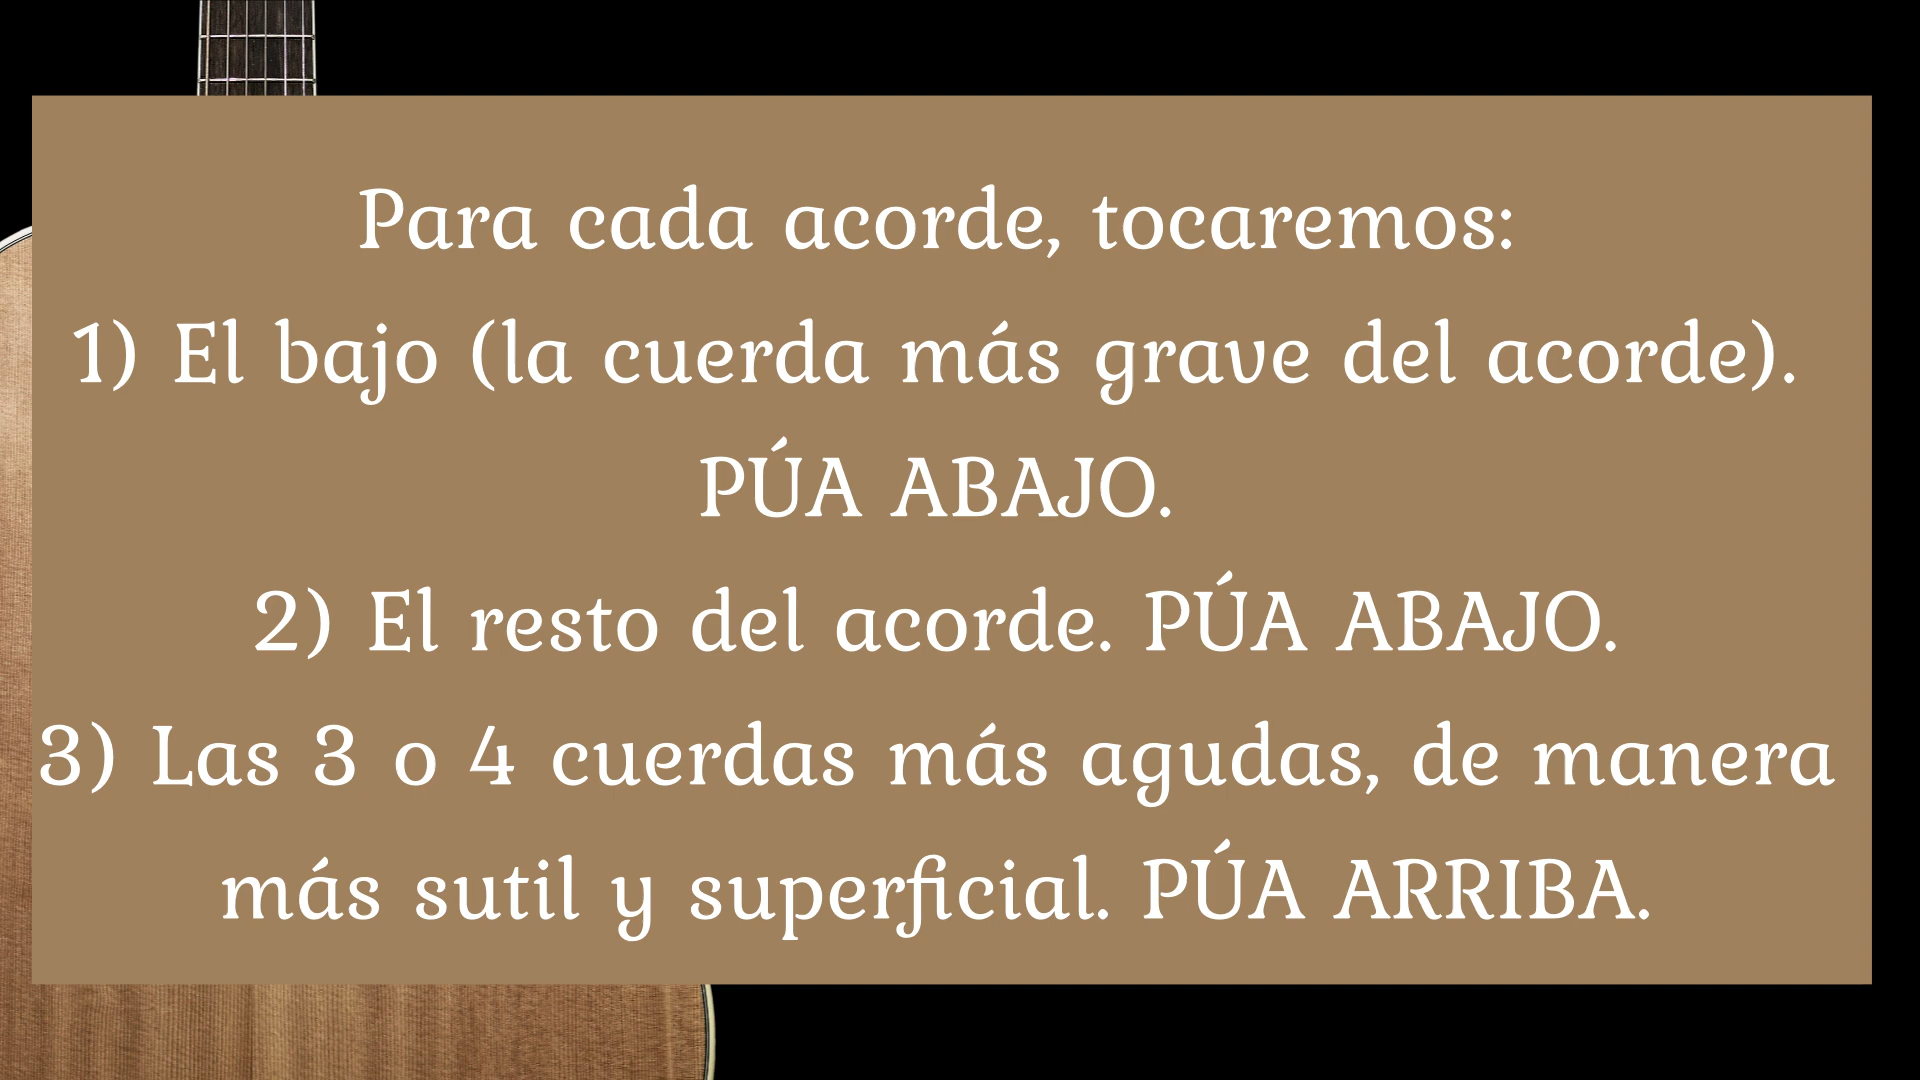 Para cada acorde, tocaremos:
1) El bajo (la cuerda más grave del acorde).
PÚA ABAJO.
2) El resto del acorde. PÚA ABAJO.
3) Las 3 o 4 cuerdas más agudas, de manera
más sutil y superficial. PÚA ARRIBA.